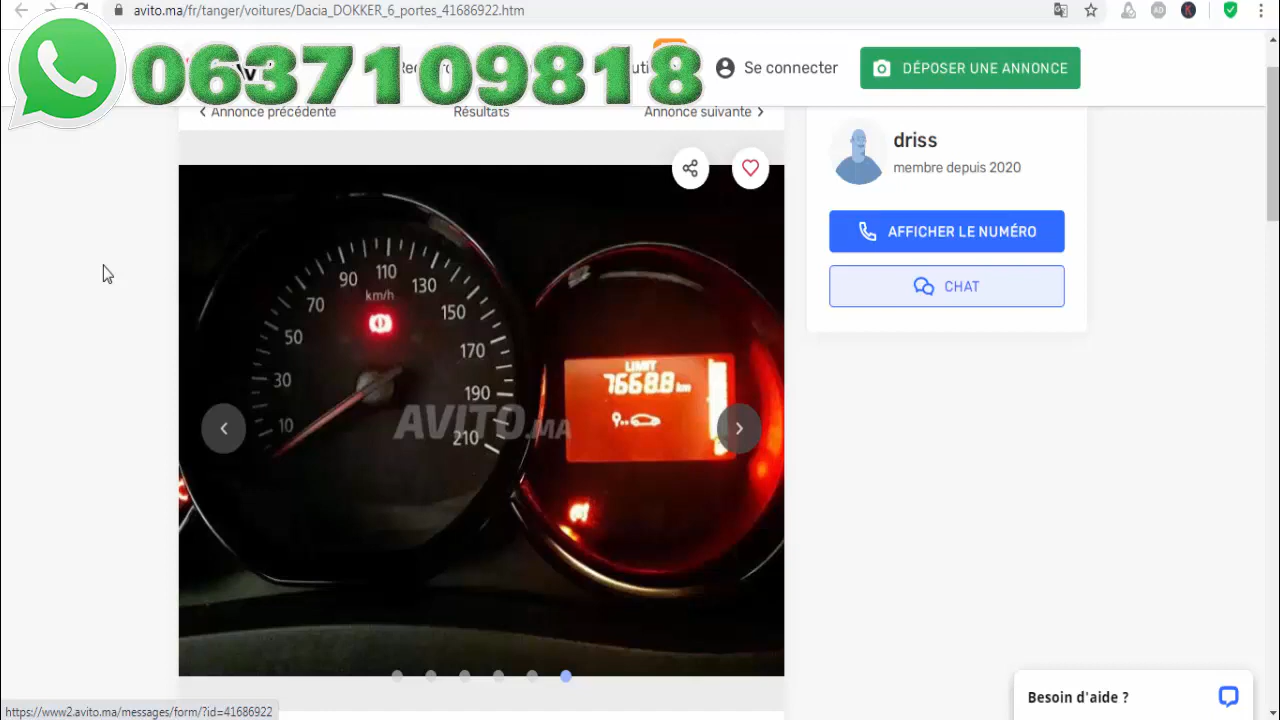 avito.ma/fr/tanger/voitures/Dacia_DOKKER_6_portes_41686922.htm
0637109818
Se connecter
DÉPOSER UNE ANNONCE
Annonce précédente
Résultats
Annonce suivante
driss
membre depuis 2020
AFFICHER LE NUMÉRO
CHAT
10
30
50
70
90
110
130
150
170
190
210
km/h
LIMIT
7668.8 km
AVITO.MA
Besoin d'aide ?
https://www2.avito.ma/messages/form/?id=41686922